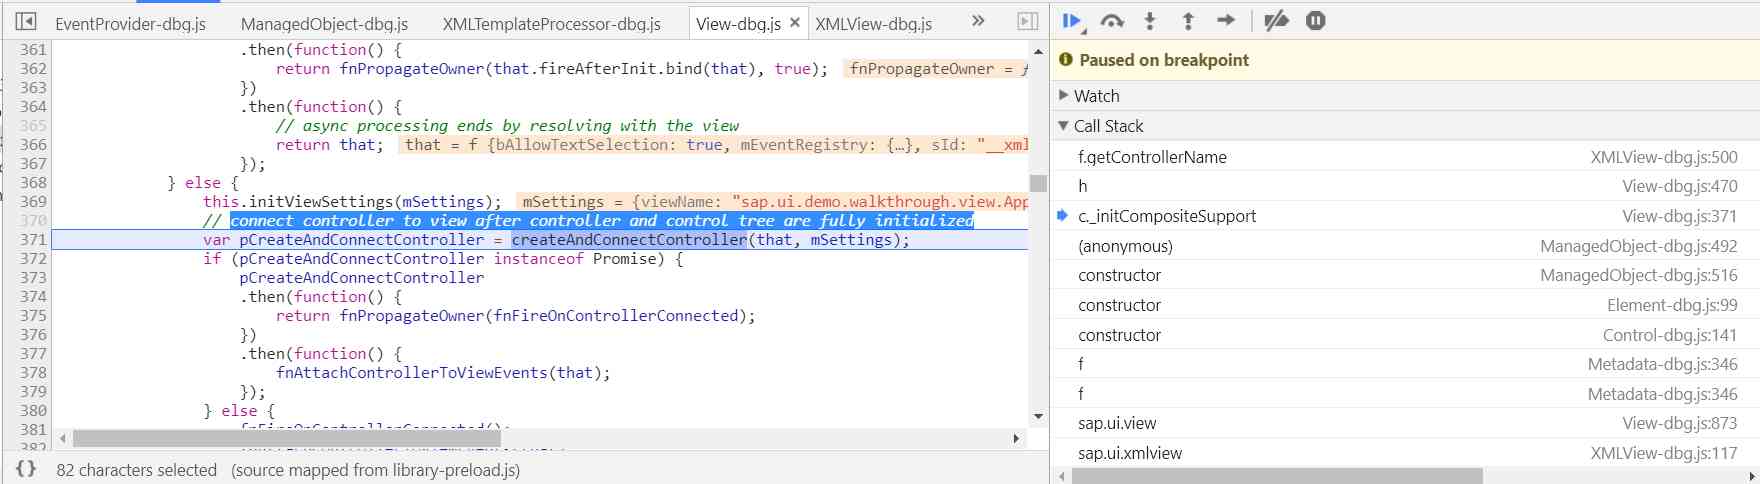 EventProvider-dbg.js ManagedObject-dbg.js XMLTemplateProcessor-dbg.js View-dbg.js × XMLView-dbg.js »
361 .then(function() {
362 return fnPropagateOwner(that.fireAfterInit.bind(that), true); fnPropagateOwner = ƒ
363 })
364 .then(function() {
365 // async processing ends by resolving with the view
366 return that; that = f {bAllowTextSelection: true, mEventRegistry: {…}, sId: "__xml
367 });
368 } else {
369 this.initViewSettings(mSettings); mSettings = {viewName: "sap.ui.demo.walkthrough.view.App
370 // connect controller to view after controller and control tree are fully initialized
371 var pCreateAndConnectController = createAndConnectController(that, mSettings);
372 if (pCreateAndConnectController instanceof Promise) {
373 pCreateAndConnectController
374 .then(function() {
375 return fnPropagateOwner(fnFireOnControllerConnected);
376 })
377 .then(function() {
378 fnAttachControllerToViewEvents(that);
379 });
380 } else {
381 fnFireOnControllerConnected();
382
{} 82 characters selected (source mapped from library-preload.js)
Paused on breakpoint
Watch
Call Stack
f.getControllerName XMLView-dbg.js:500
h View-dbg.js:470
c._initCompositeSupport View-dbg.js:371
(anonymous) ManagedObject-dbg.js:492
constructor ManagedObject-dbg.js:516
constructor Element-dbg.js:99
constructor Control-dbg.js:141
f Metadata-dbg.js:346
f Metadata-dbg.js:346
sap.ui.view View-dbg.js:873
sap.ui.xmlview XMLView-dbg.js:117